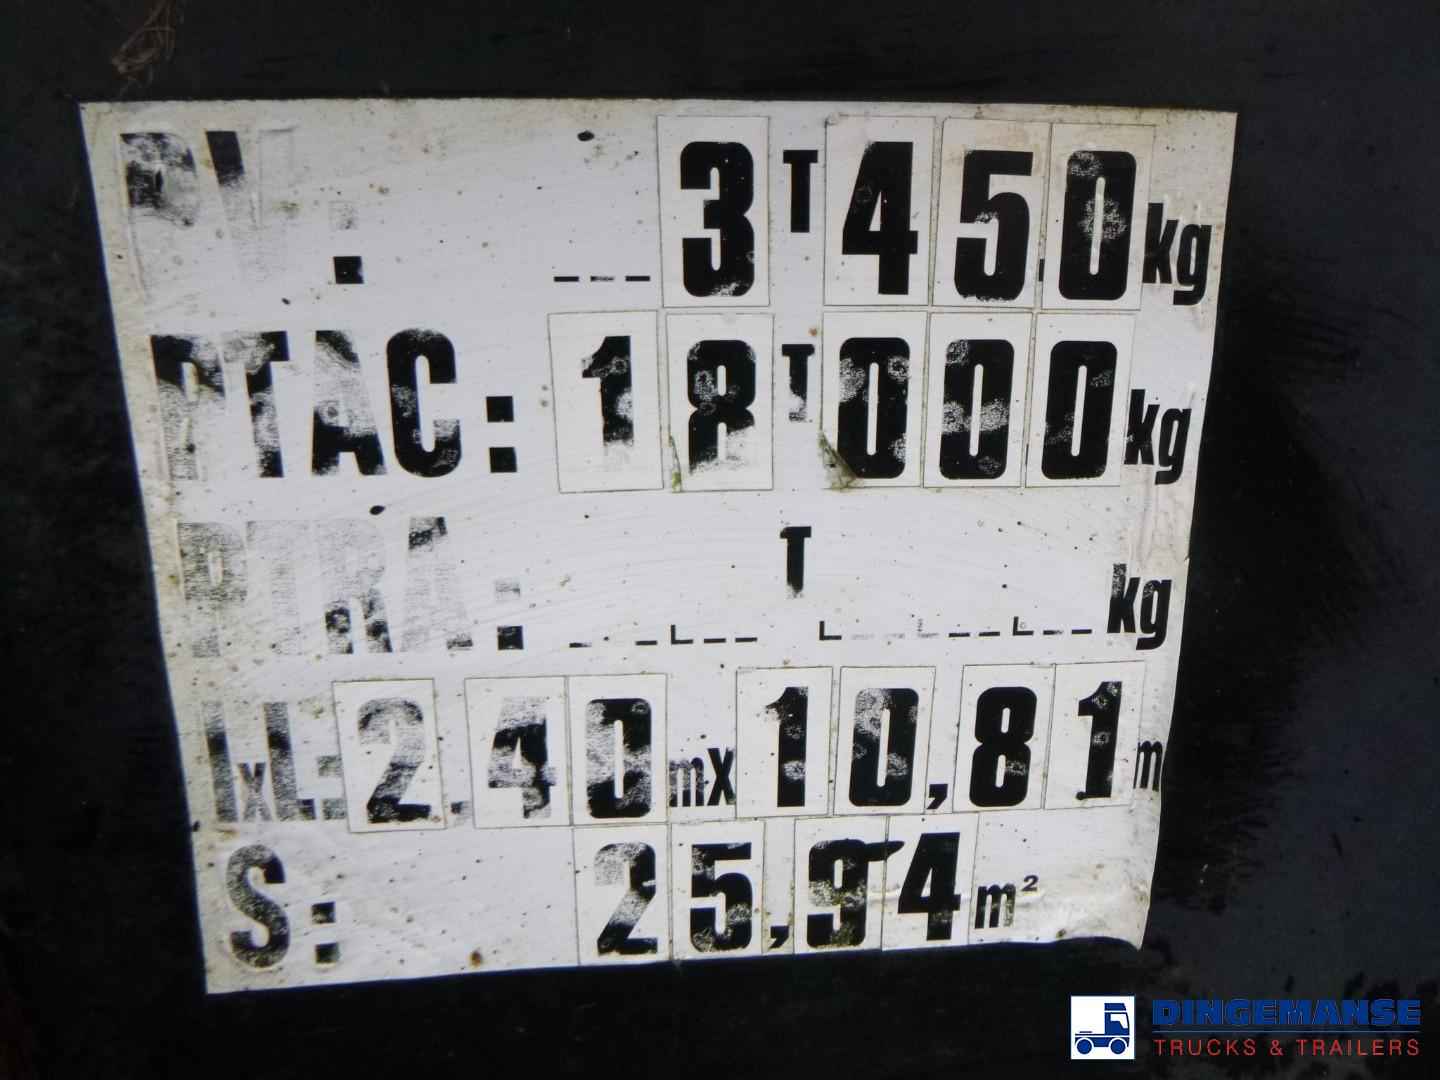 PV: 3T450kg
PTAC: 18T000kg
PTRA: T kg
lxL: 2.40mx10,81m
S: 25,94m²
DINGEMANSE
TRUCKS & TRAILERS